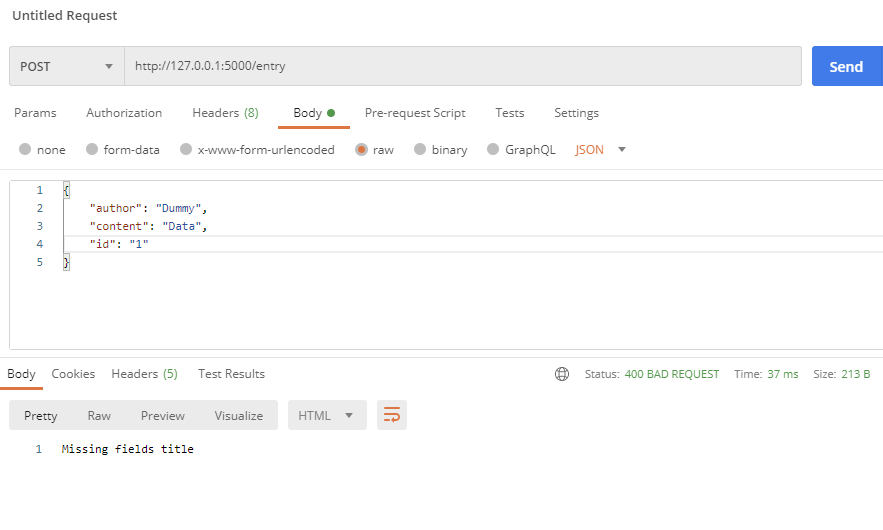 Untitled Request
POST http://127.0.0.1:5000/entry Send
Params Authorization Headers (8) Body Pre-request Script Tests Settings
none form-data x-www-form-urlencoded raw binary GraphQL JSON
1 {
2 "author": "Dummy",
3 "content": "Data",
4 "id": "1"
5 }
Body Cookies Headers (5) Test Results Status: 400 BAD REQUEST Time: 37 ms Size: 213 B
Pretty Raw Preview Visualize HTML
1 Missing fields title